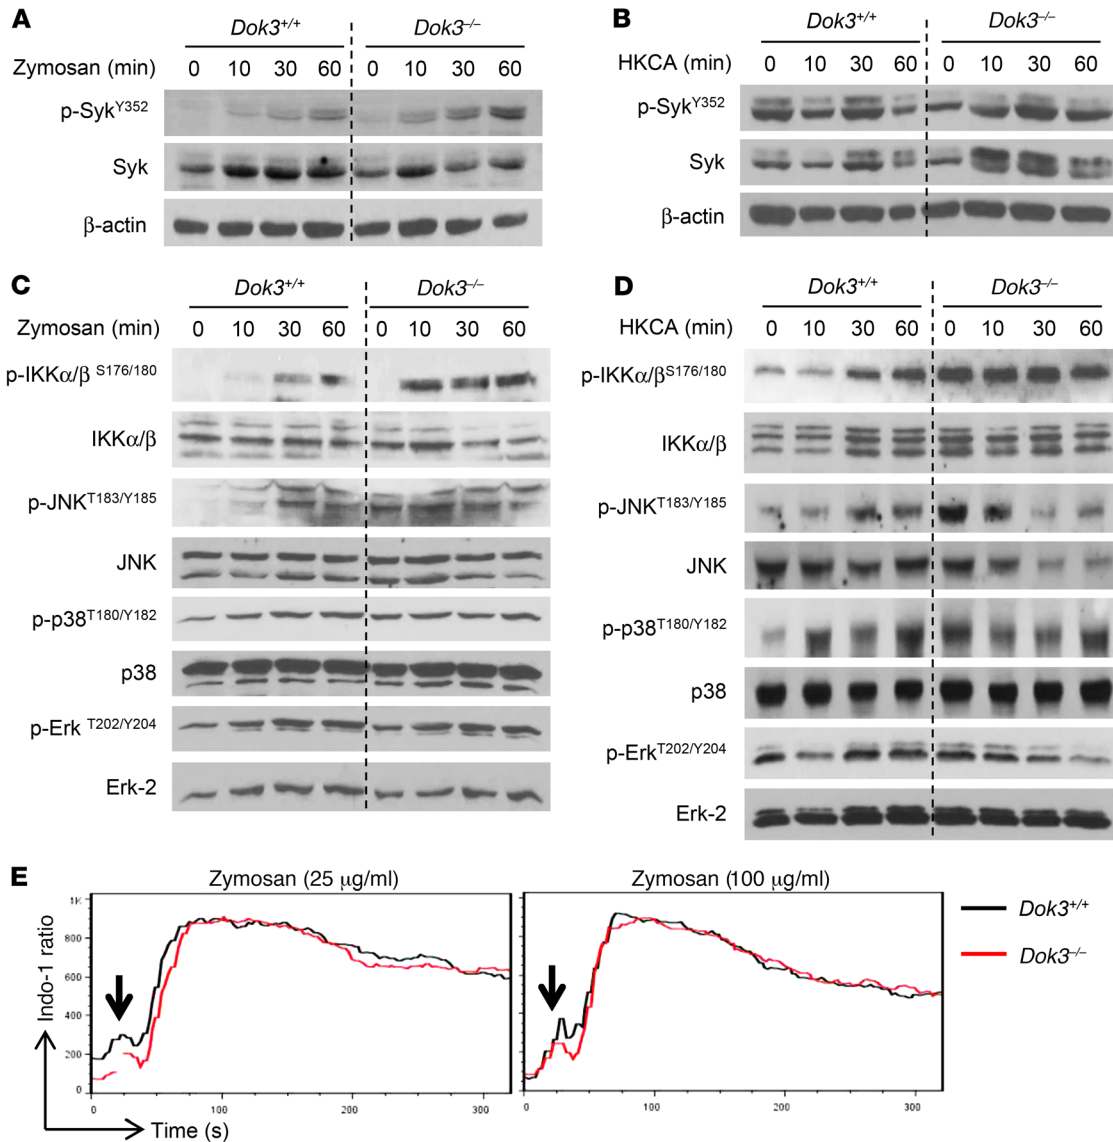 A
Dok3+/+ Dok3–/–
Zymosan (min) 0 10 30 60 0 10 30 60
p-SykY352
Syk
β-actin
B
Dok3+/+ Dok3–/–
HKCA (min) 0 10 30 60 0 10 30 60
p-SykY352
Syk
β-actin
C
Dok3+/+ Dok3–/–
Zymosan (min) 0 10 30 60 0 10 30 60
p-IKKα/β S176/180
IKKα/β
p-JNKT183/Y185
JNK
p-p38T180/Y182
p38
p-Erk T202/Y204
Erk-2
D
Dok3+/+ Dok3–/–
HKCA (min) 0 10 30 60 0 10 30 60
p-IKKα/βS176/180
IKKα/β
p-JNKT183/Y185
JNK
p-p38T180/Y182
p38
p-ErkT202/Y204
Erk-2
E
Zymosan (25 μg/ml)
Indo-1 ratio
1K
800
600
400
200
0
0 100 200 300
Time (s)
Zymosan (100 μg/ml)
0 100 200 300
Dok3+/+
Dok3–/–